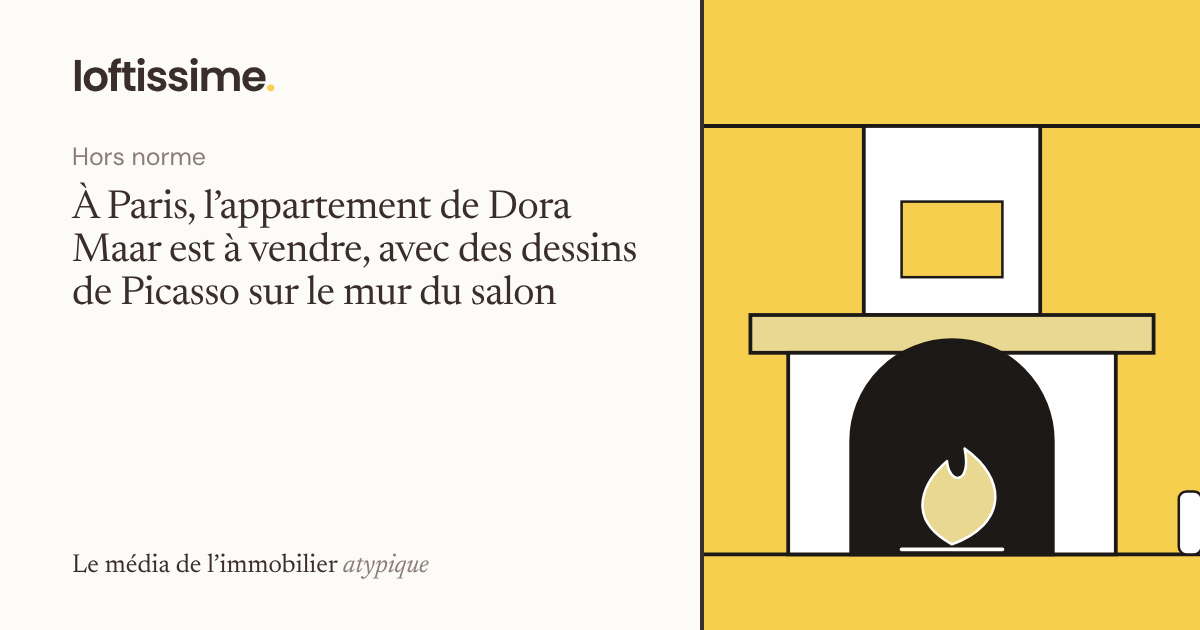 loftissime.
Hors norme
À Paris, l’appartement de Dora
Maar est à vendre, avec des dessins
de Picasso sur le mur du salon
Le média de l’immobilier atypique